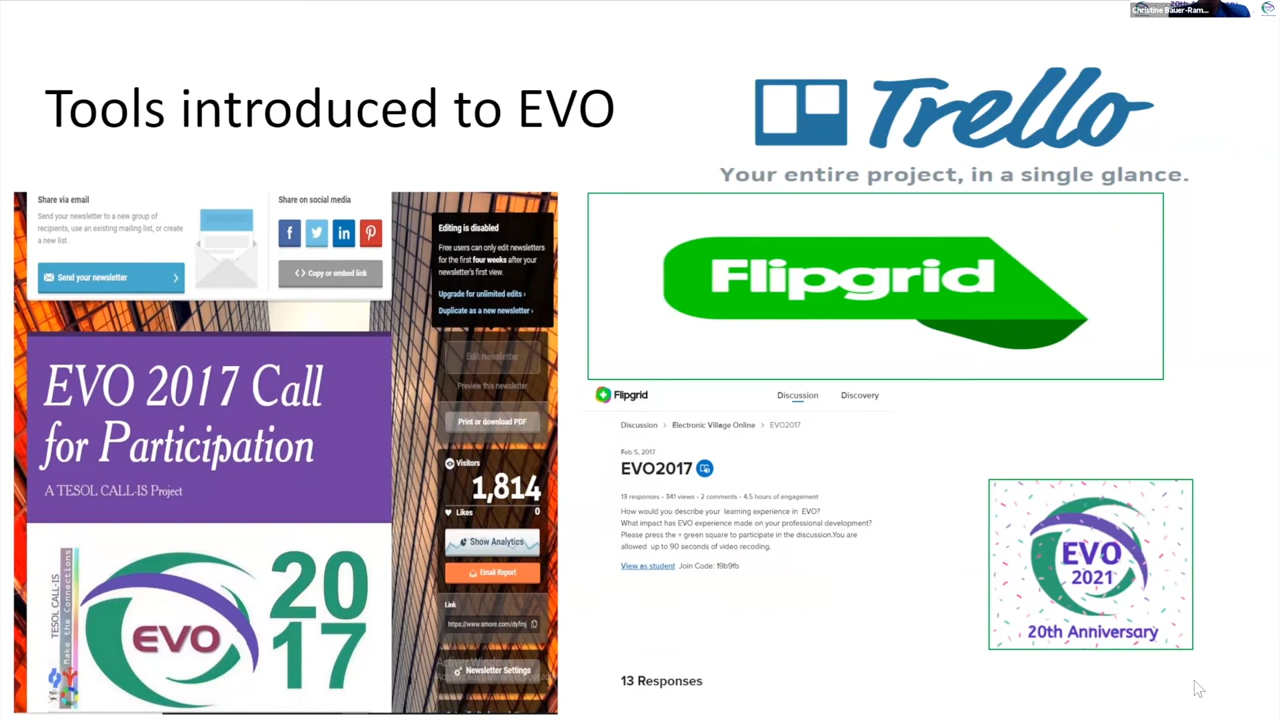 Christine Bauer-Ram...
Tools introduced to EVO
Trello
Your entire project, in a single glance.
Share via email
Send your newsletter to a new group of
recipients, use an existing mailing list, or create
a new list.
Send your newsletter
Share on social media
Copy or embed link
Editing is disabled
Free users can only edit newsletters
for the first four weeks after your
newsletter's first view.
Upgrade for unlimited edits ›
Duplicate as a new newsletter ›
Edit newsletter
Preview this newsletter
Print or download PDF
Visitors
1,814
Likes 0
Show Analytics
Email Report
Link
https://www.smore.com/dyfmj
Newsletter Settings
EVO 2017 Call
for Participation
A TESOL CALL-IS Project
TESOL CALL-IS
Make the Connections
EVO
20
17
Flipgrid
Flipgrid
Discussion Discovery
Discussion > Electronic Village Online > EVO2017
Feb 5, 2017
EVO2017
13 responses • 341 views • 2 comments • 4.5 hours of engagement
How would you describe your learning experience in EVO?
What impact has EVO experience made on your professional development?
Please press the + green square to participate in the discussion.You are
allowed up to 90 seconds of video recoding.
View as student Join Code: 19b9fb
13 Responses
EVO
2021
20th Anniversary